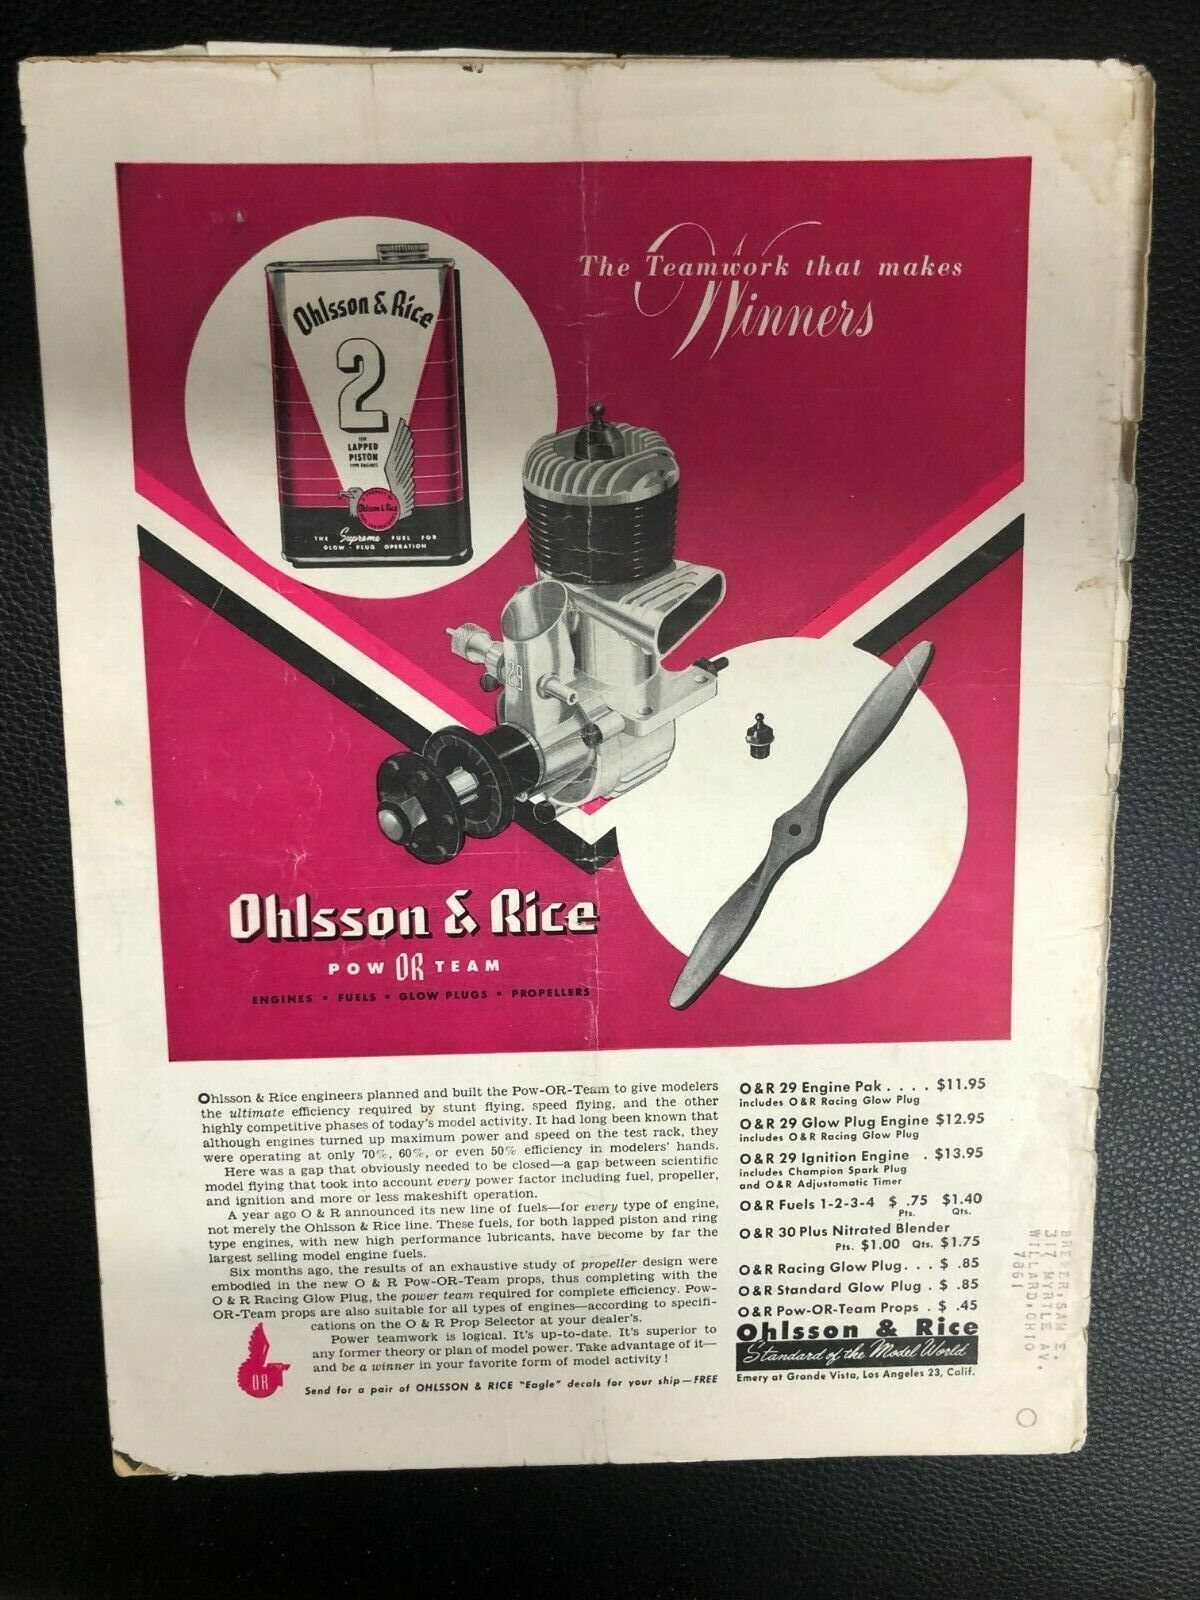 The Teamwork that makes
Winners
Ohlsson & Rice
2
FOR
LAPPED
PISTON
TYPE ENGINES
Ohlsson & Rice
THE Supreme FUEL FOR
GLOW - PLUG OPERATION
29
Ohlsson & Rice
POW OR TEAM
ENGINES • FUELS • GLOW PLUGS • PROPELLERS
Ohlsson & Rice engineers planned and built the Pow-OR-Team to give modelers
the ultimate efficiency required by stunt flying, speed flying, and the other
highly competitive phases of today's model activity. It had long been known that
although engines turned up maximum power and speed on the test rack, they
were operating at only 70%, 60%, or even 50% efficiency in modelers' hands.
Here was a gap that obviously needed to be closed—a gap between scientific
model flying that took into account every power factor including fuel, propeller,
and ignition and more or less makeshift operation.
A year ago O & R announced its new line of fuels—for every type of engine,
not merely the Ohlsson & Rice line. These fuels, for both lapped piston and ring
type engines, with new high performance lubricants, have become by far the
largest selling model engine fuels.
Six months ago, the results of an exhaustive study of propeller design were
embodied in the new O & R Pow-OR-Team props, thus completing with the
O & R Racing Glow Plug, the power team required for complete efficiency. Pow-
OR-Team props are also suitable for all types of engines—according to specifi-
cations on the O & R Prop Selector at your dealer's.
Power teamwork is logical. It's up-to-date. It's superior to
any former theory or plan of model power. Take advantage of it—
and be a winner in your favorite form of model activity!
OR
Send for a pair of OHLSSON & RICE "Eagle" decals for your ship—FREE
O & R 29 Engine Pak . . . . $11.95
includes O & R Racing Glow Plug
O & R 29 Glow Plug Engine $12.95
includes O & R Racing Glow Plug
O & R 29 Ignition Engine . $13.95
includes Champion Spark Plug
and O & R Adjustomatic Timer
O & R Fuels 1-2-3-4 $ .75 $1.40
Pts. Qts.
O & R 30 Plus Nitrated Blender
Pts. $1.00 Qts. $1.75
O & R Racing Glow Plug. . . $ .85
O & R Standard Glow Plug . $ .85
O & R Pow-OR-Team Props . $ .45
Ohlsson & Rice
Standard of the Model World
Emery at Grande Vista, Los Angeles 23, Calif.
BREWER, SAM E.
317 MYRTLE AV.
WILLARD, OHIO
7861